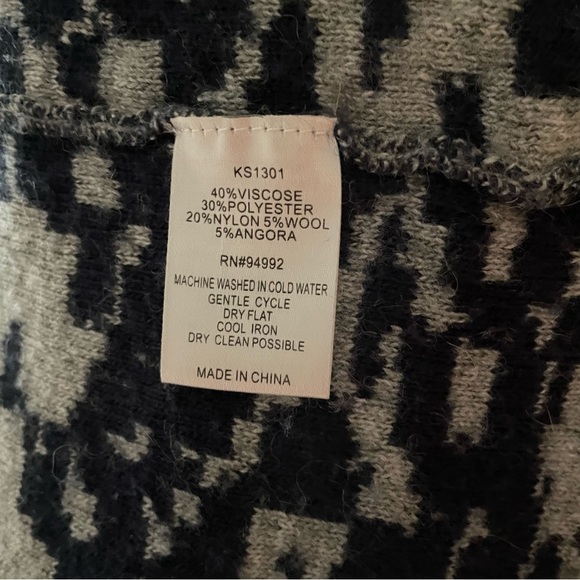 KS1301
40%VISCOSE
30%POLYESTER
20%NYLON 5%WOOL
5%ANGORA
RN#94992
MACHINE WASHED IN COLD WATER
GENTLE CYCLE
DRY FLAT
COOL IRON
DRY CLEAN POSSIBLE
MADE IN CHINA